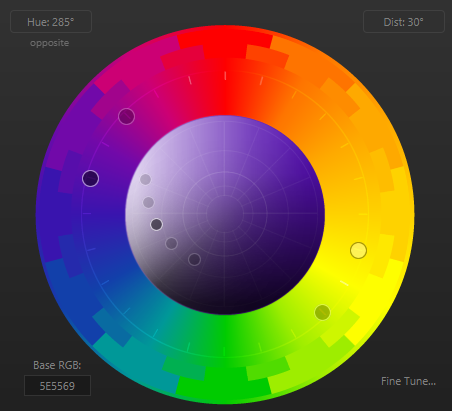 Hue: 285°
Dist: 30°
opposite
Base RGB:
5E5569
Fine Tune...